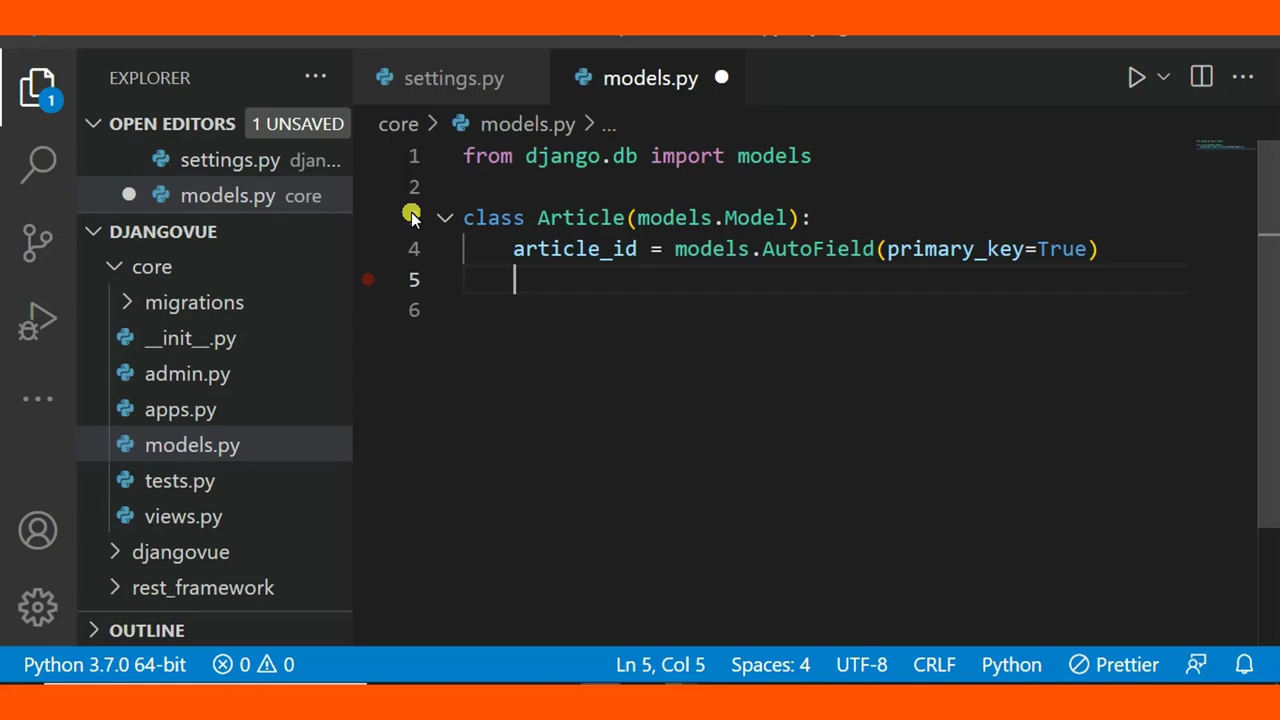 EXPLORER ...
settings.py
models.py
1
OPEN EDITORS 1 UNSAVED
settings.py djan...
models.py core
DJANGOVUE
core
migrations
__init__.py
admin.py
apps.py
models.py
tests.py
views.py
djangovue
rest_framework
OUTLINE
core > models.py > ...
1 from django.db import models
2
class Article(models.Model):
4 article_id = models.AutoField(primary_key=True)
5
6
Python 3.7.0 64-bit 0 0 Ln 5, Col 5 Spaces: 4 UTF-8 CRLF Python Prettier